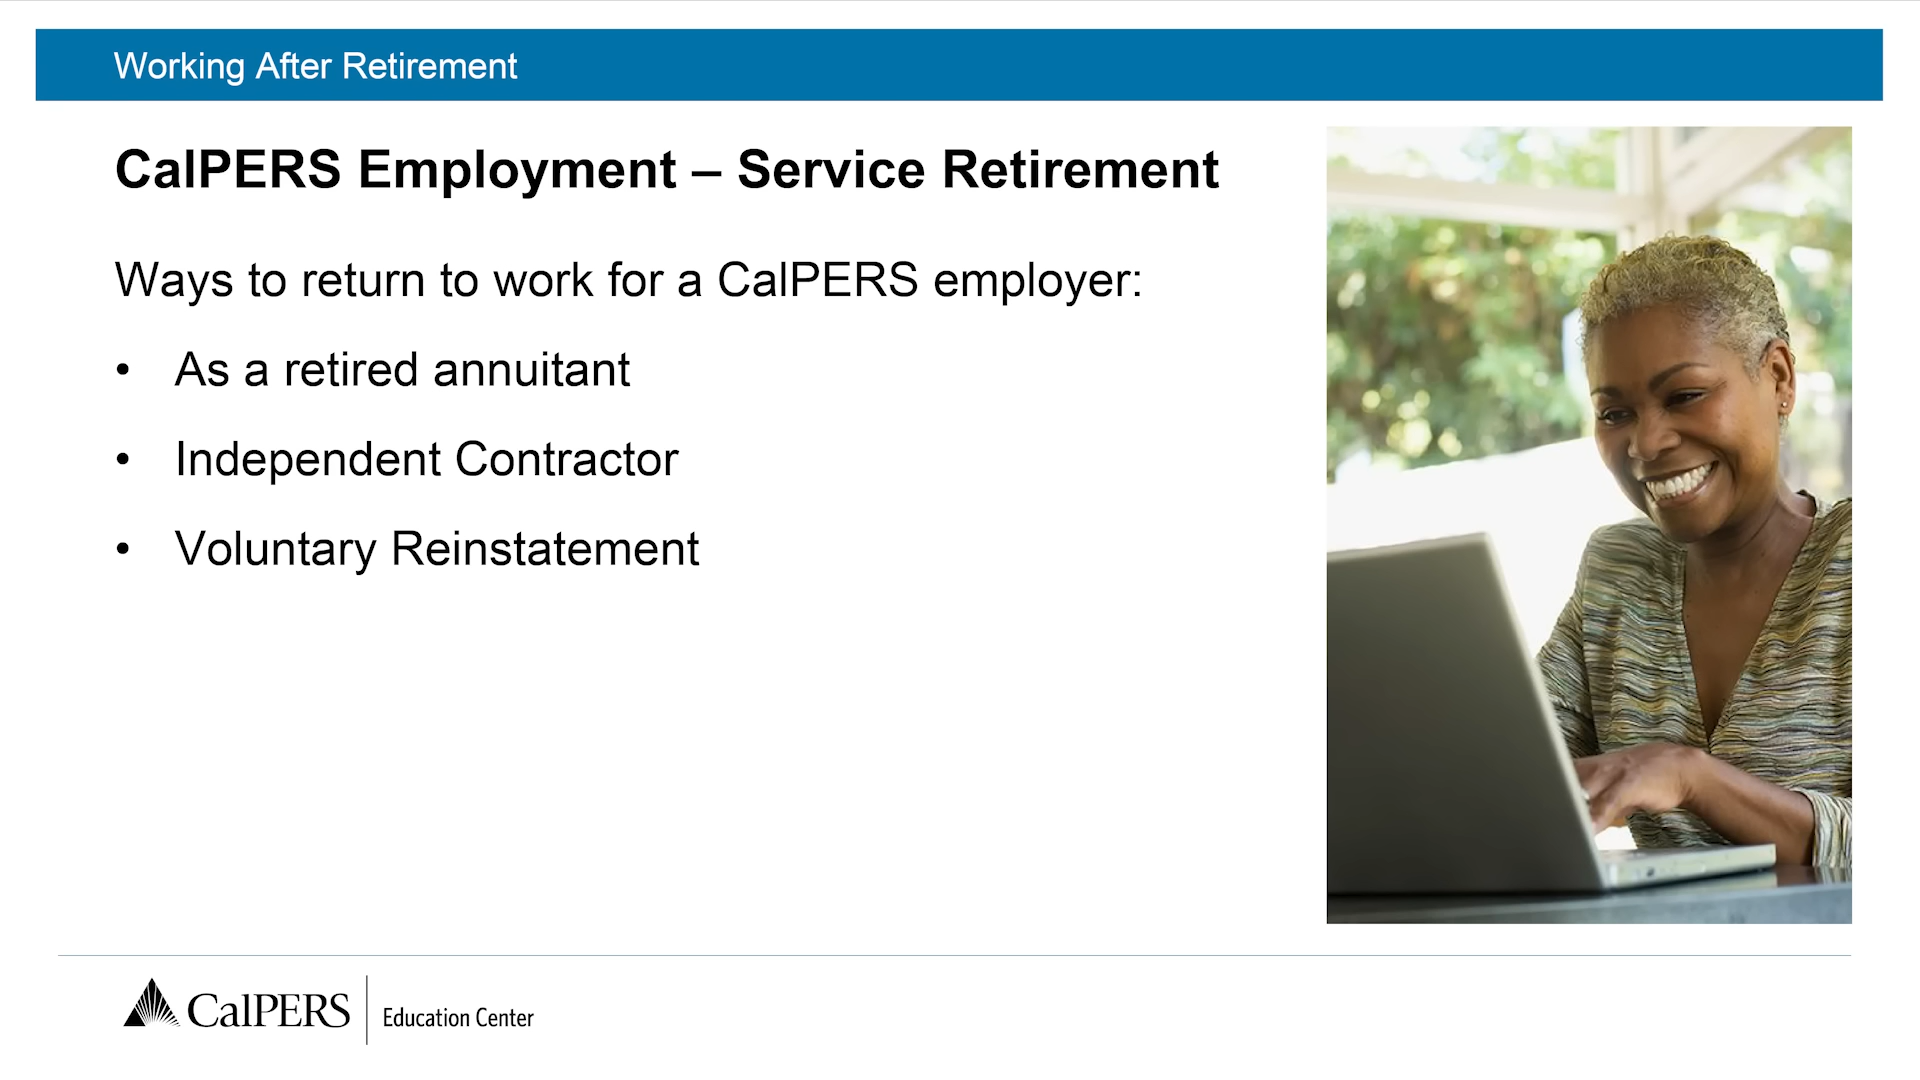 Working After Retirement
CalPERS Employment – Service Retirement
Ways to return to work for a CalPERS employer:
• As a retired annuitant
• Independent Contractor
• Voluntary Reinstatement
CalPERS Education Center